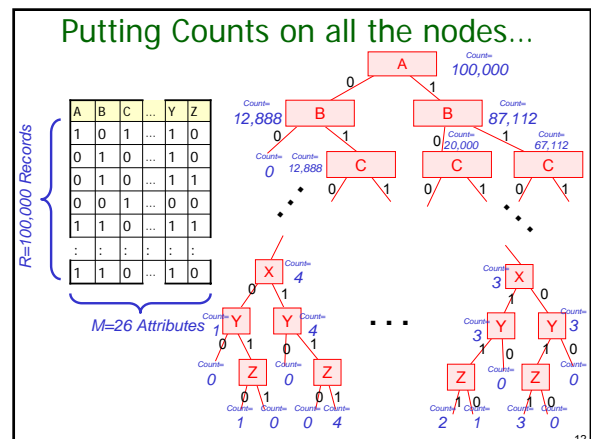 Putting Counts on all the nodes...
A
Count=
100,000
0 1
Count=
12,888
B
B
Count=
87,112
0 1
0 1
Count=
0
Count=
12,888
C
Count=
20,000
C
Count=
67,112
C
0 1
0 1
0 1
A B C ... Y Z
1 0 1 ... 1 0
0 1 0 ... 1 0
0 1 0 ... 1 1
0 0 1 ... 0 0
1 1 0 ... 1 1
: : : : : :
1 1 0 ... 1 0
R=100,000 Records
M=26 Attributes
X
Count=
4
0 1
Count=
1
Y
Y
Count=
4
0 1
0 1
Count=
0
Z
Count=
0
Z
0 1
0 1
Count=
1
Count=
0
Count=
0
Count=
4
...
Count=
3
X
1 0
Count=
3
Y
Y
Count=
3
1 0
1 0
Z
Count=
0
Z
Count=
0
1 0
1 0
Count=
2
Count=
1
Count=
3
Count=
0